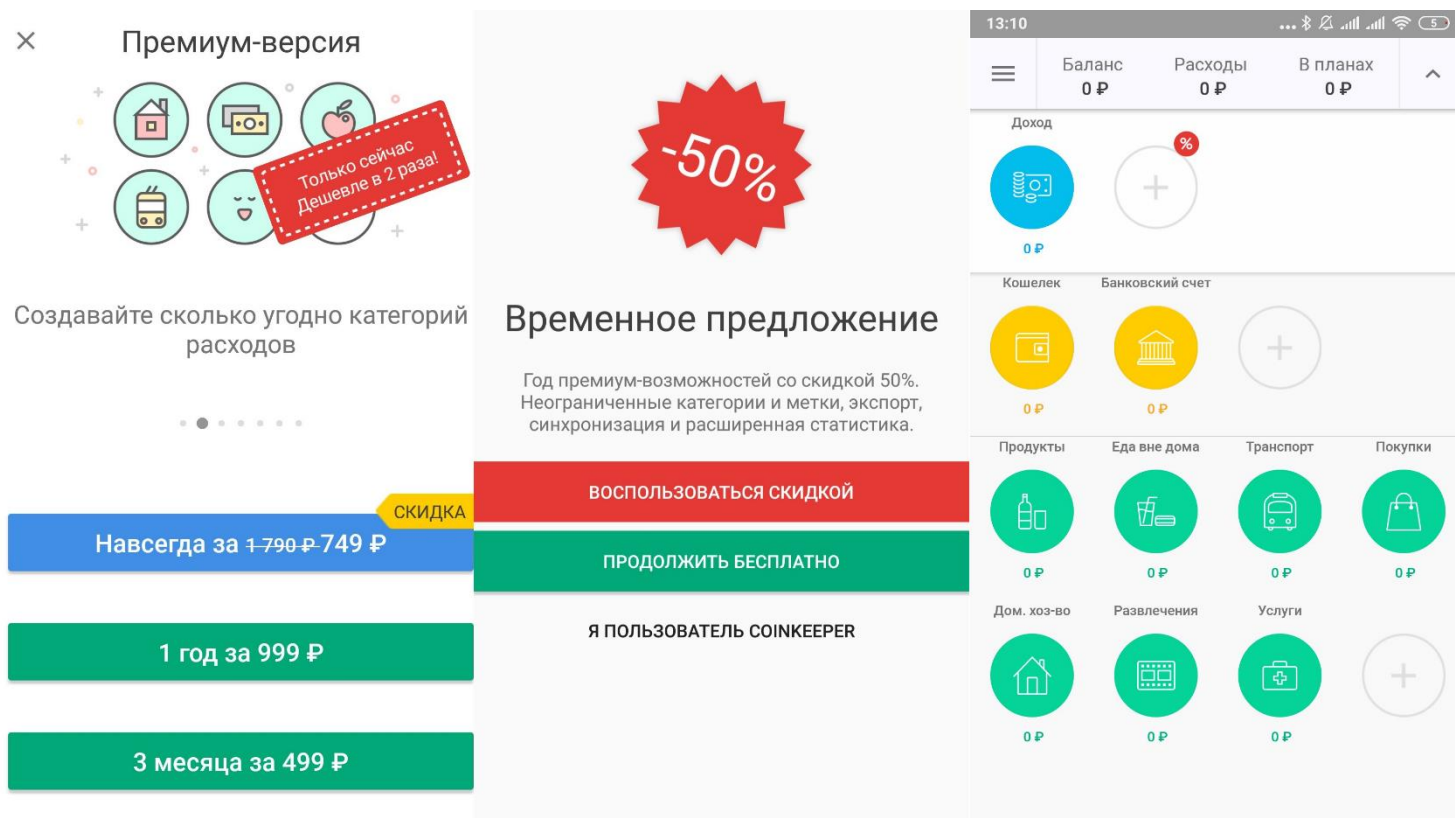 Премиум-версия
Только сейчас
Дешевле в 2 раза!
Создавайте сколько угодно категорий
расходов
СКИДКА
Навсегда за 1 790 ₽ 749 ₽
1 год за 999 ₽
3 месяца за 499 ₽
-50%
Временное предложение
Год премиум-возможностей со скидкой 50%.
Неограниченные категории и метки, экспорт,
синхронизация и расширенная статистика.
ВОСПОЛЬЗОВАТЬСЯ СКИДКОЙ
ПРОДОЛЖИТЬ БЕСПЛАТНО
Я ПОЛЬЗОВАТЕЛЬ COINKEEPER
13:10 5
Баланс Расходы В планах
0 ₽ 0 ₽ 0 ₽
Доход
%
0 ₽
Кошелек Банковский счет
0 ₽ 0 ₽
Продукты Еда вне дома Транспорт Покупки
0 ₽ 0 ₽ 0 ₽ 0 ₽
Дом. хоз-во Развлечения Услуги
0 ₽ 0 ₽ 0 ₽